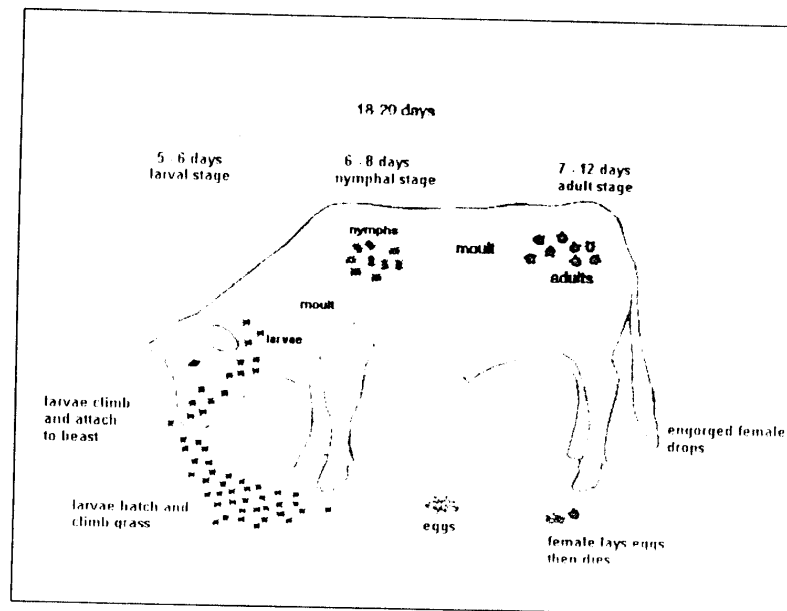 18-20 days
5 - 6 days
larval stage
6 - 8 days
nymphal stage
7 - 12 days
adult stage
nymphs
moult
adults
moult
larvae
larvae climb
and attach
to beast
engorged female
drops
larvae hatch and
climb grass
eggs
female lays eggs
then dies